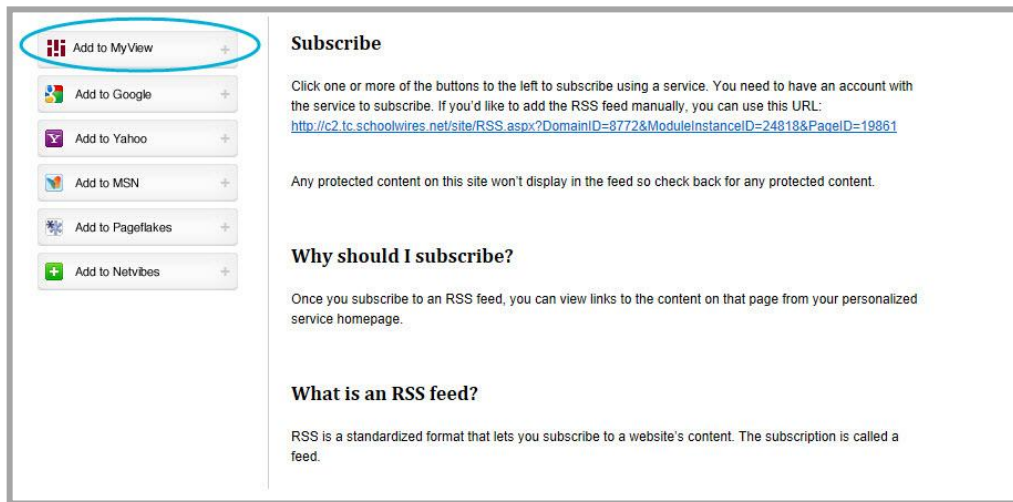 Add to MyView
Add to Google
Add to Yahoo
Add to MSN
Add to Pageflakes
Add to Netvibes
Subscribe
Click one or more of the buttons to the left to subscribe using a service. You need to have an account with
the service to subscribe. If you'd like to add the RSS feed manually, you can use this URL:
http://c2.tc.schoolwires.net/site/RSS.aspx?DomainID=8772&ModuleInstanceID=24818&PageID=19861
Any protected content on this site won't display in the feed so check back for any protected content.
Why should I subscribe?
Once you subscribe to an RSS feed, you can view links to the content on that page from your personalized
service homepage.
What is an RSS feed?
RSS is a standardized format that lets you subscribe to a website's content. The subscription is called a
feed.